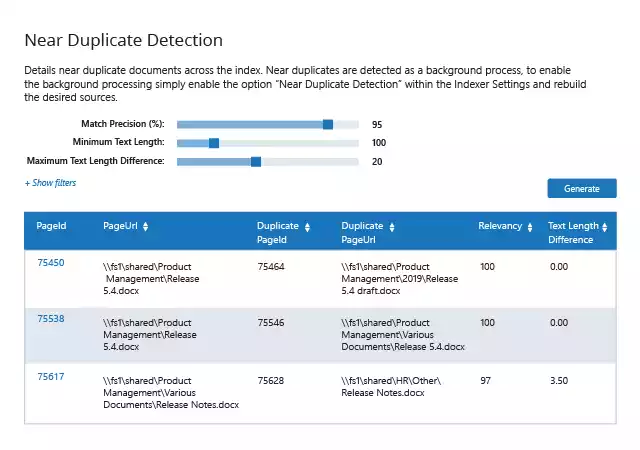 Near Duplicate Detection
Details near duplicate documents across the index. Near duplicates are detected as a background process, to enable
the background processing simply enable the option “Near Duplicate Detection” within the Indexer Settings and rebuild
the desired sources.
Match Precision (%): 95
Minimum Text Length: 100
Maximum Text Length Difference: 20
+ Show filters
Generate
PageId PageUrl Duplicate Duplicate Relevancy Text Length
PageId PageUrl Difference
75450 \\fs1\shared\Product 75464 \\fs1\shared\Product 100 0.00
Management\Release Management\2019\Release
5.4.docx 5.4 draft.docx
75538 \\fs1\shared\Product 75546 \\fs1\shared\Product 100 0.00
Management\Release Management\Various
5.4.docx Documents\Release 5.4.docx
75617 \\fs1\shared\Product 75628 \\fs1\shared\HR\Other\ 97 3.50
Management\Various Release Notes.docx
Documents\Release Notes.docx